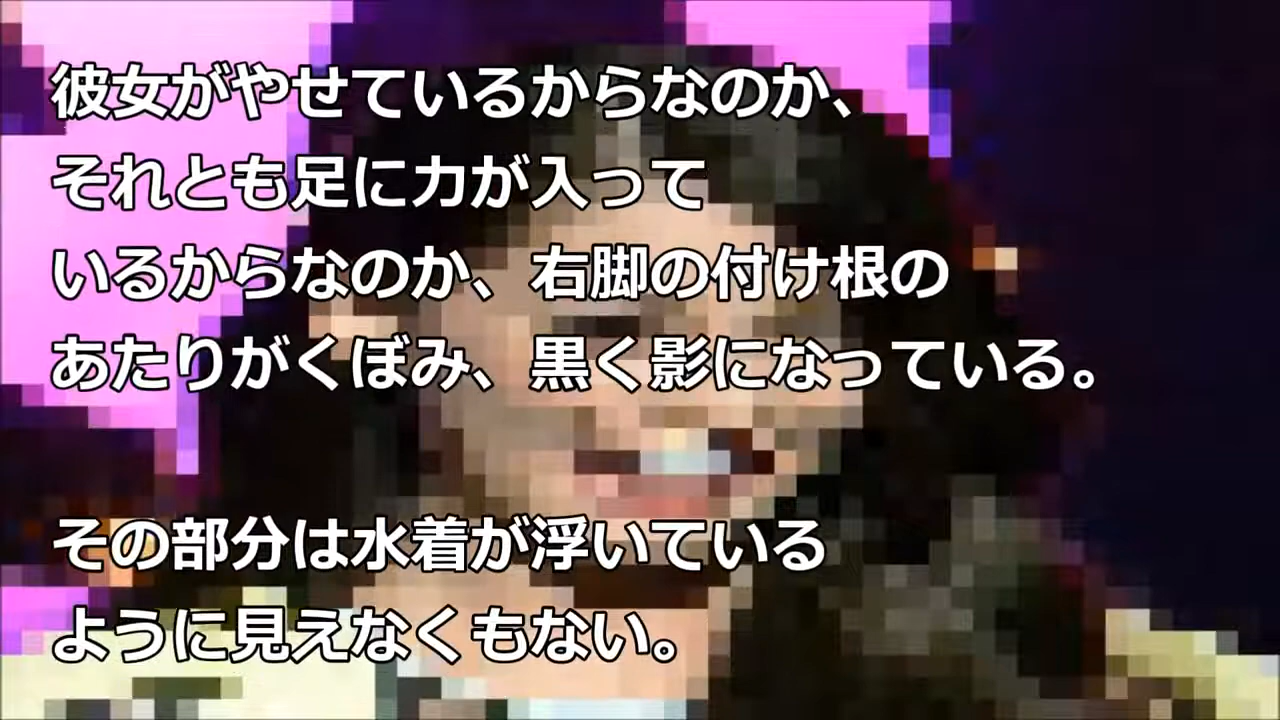 彼女がやせているからなのか、
それとも足に力が入って
いるからなのか、右脚の付け根の
あたりがくぼみ、黒く影になっている。
その部分は水着が浮いている
ように見えなくもない。